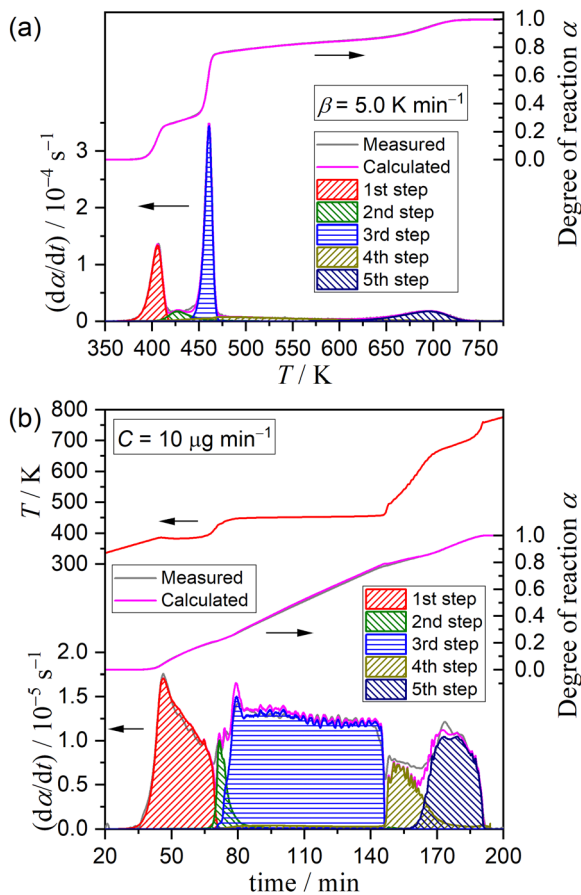 (a)
1.0
0.8
0.6
0.4
0.2
0.0
Degree of reaction α
β = 5.0 K min⁻¹
Measured
Calculated
1st step
2nd step
3rd step
4th step
5th step
3
2
1
0
(dα/dt) / 10⁻⁴ s⁻¹
350 400 450 500 550 600 650 700 750
T / K
(b)
800
750
700
450
400
350
300
T / K
C = 10 μg min⁻¹
1.0
0.8
0.6
0.4
0.2
0.0
Degree of reaction α
Measured
Calculated
1st step
2nd step
3rd step
4th step
5th step
2.0
1.5
1.0
0.5
0.0
(dα/dt) / 10⁻⁵ s⁻¹
20 50 80 110 140 170 200
time / min